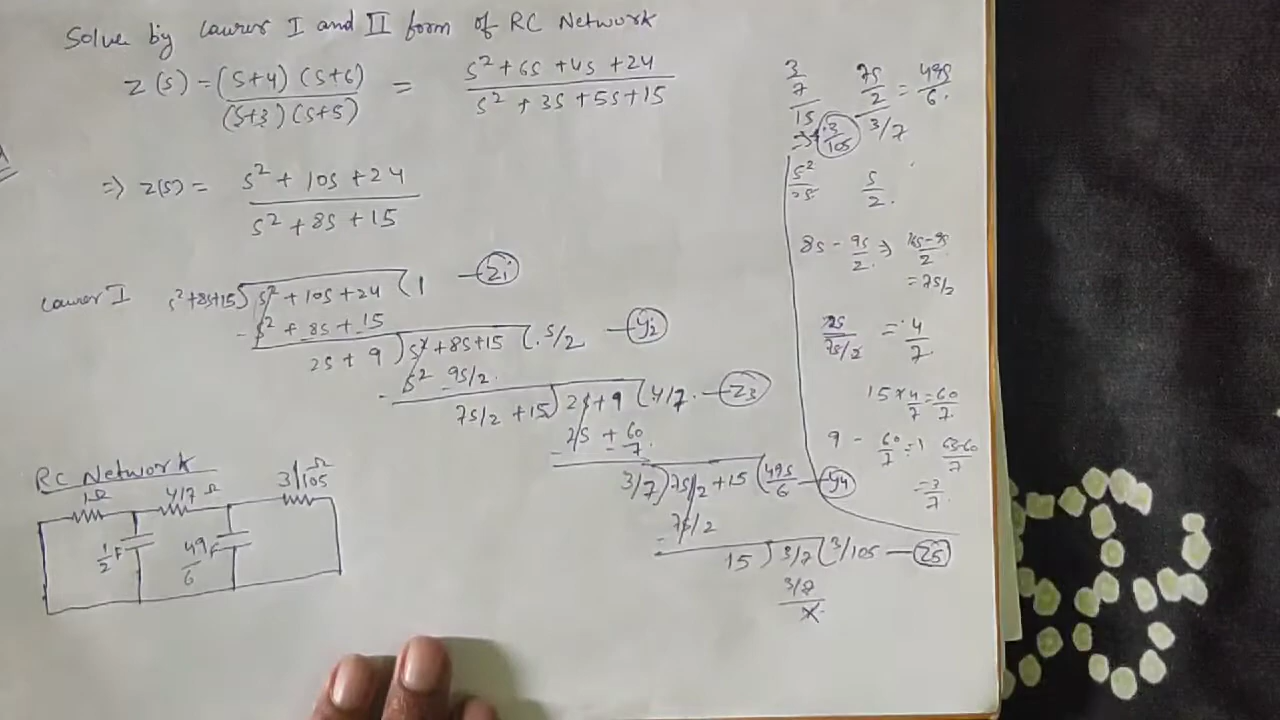 Solve by Caurer I and II form of RC Network
Z(s) = (s+4)(s+6) / (s+3)(s+5) = s² + 6s + 4s + 24 / s² + 3s + 5s + 15
⇒ Z(s) = s² + 10s + 24 / s² + 8s + 15
Caurer I s²+8s+15) s² + 10s + 24 ( 1 — Z1
- s² + 8s + 15
2s + 9 ) s² + 8s + 15 ( s/2 — Y2
- s² 9s/2
7s/2 + 15) 2s + 9 ( 4/7 — Z3
- 2s + 60/7
3/7 ) 7s/2 + 15 ( 49s/6 — Y4
- 7s/2
15 ) 3/7 ( 3/105 — Z5
3/7
x
RC Network
1Ω 4/7 Ω 3/105 Ω
1/2 F 49/6 F
3/7 / 15
⇒ 3/105
7s/2 / 3/7 = 49s/6
s²/2s s/2
8s - 9s/2 ⇒ 16s-9s/2
= 7s/2
2s / 7s/2 = 4/7
15 × 4/7 = 60/7
9 - 60/7 ⇒ 63-60/7
= 3/7